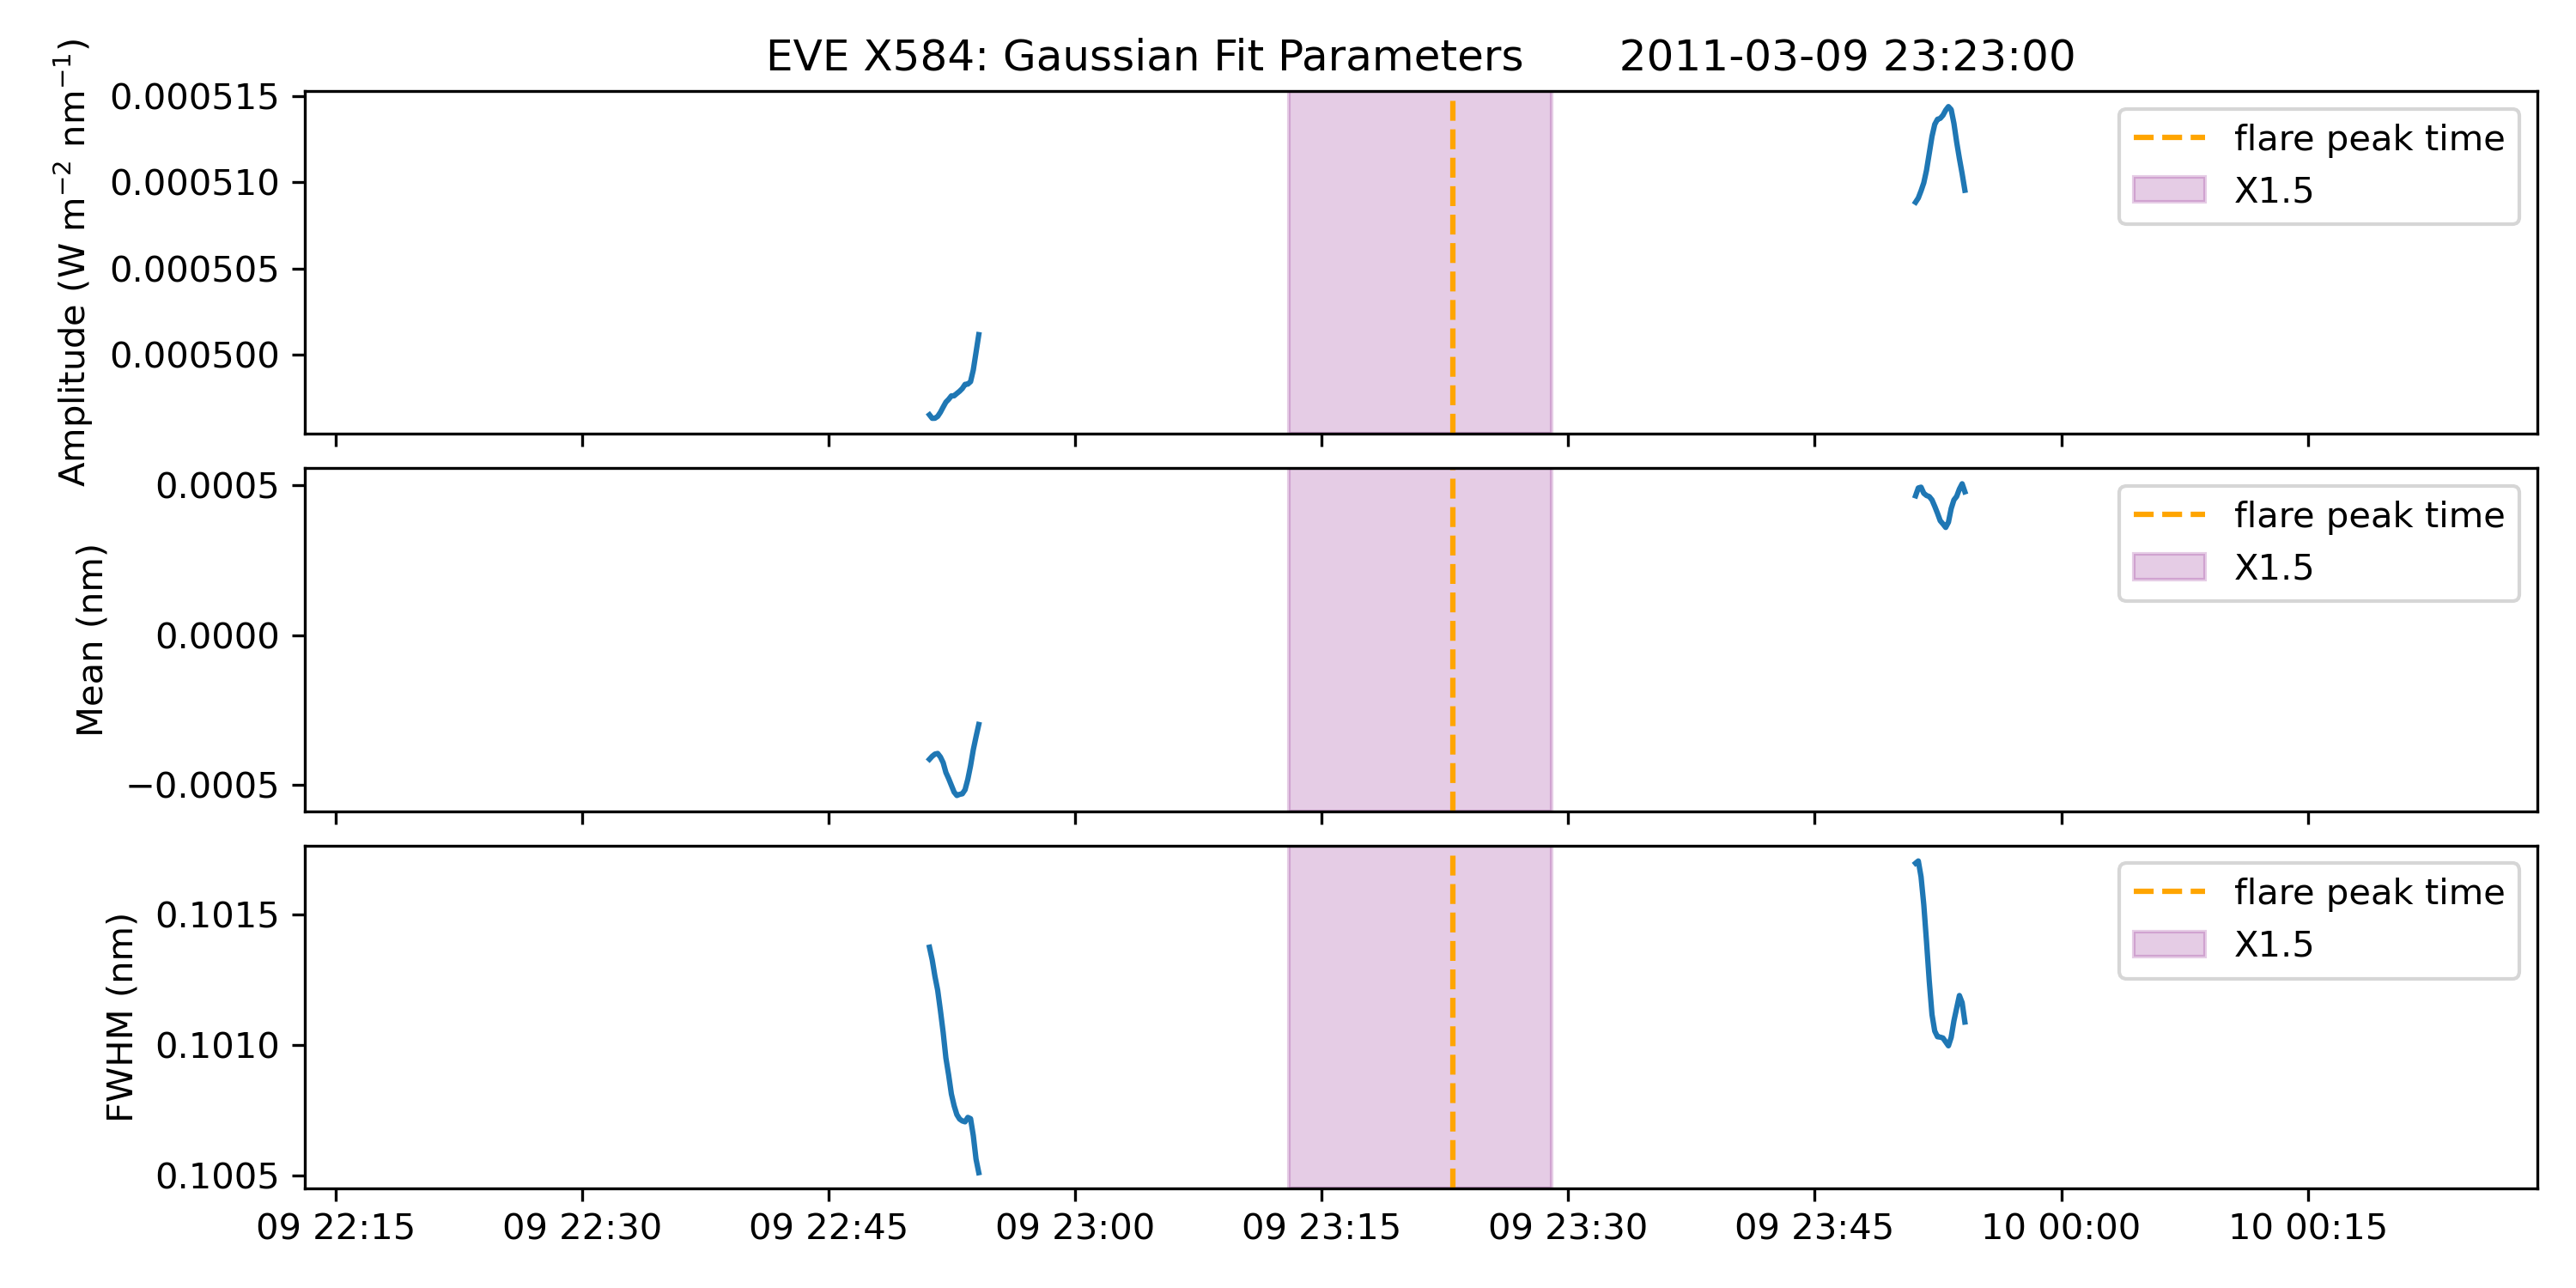 EVE X584: Gaussian Fit Parameters 2011-03-09 23:23:00
Amplitude (W m⁻² nm⁻¹)
0.000515
0.000510
0.000505
0.000500
flare peak time
X1.5
Mean (nm)
0.0005
0.0000
−0.0005
flare peak time
X1.5
FWHM (nm)
0.1015
0.1010
0.1005
flare peak time
X1.5
09 22:15 09 22:30 09 22:45 09 23:00 09 23:15 09 23:30 09 23:45 10 00:00 10 00:15